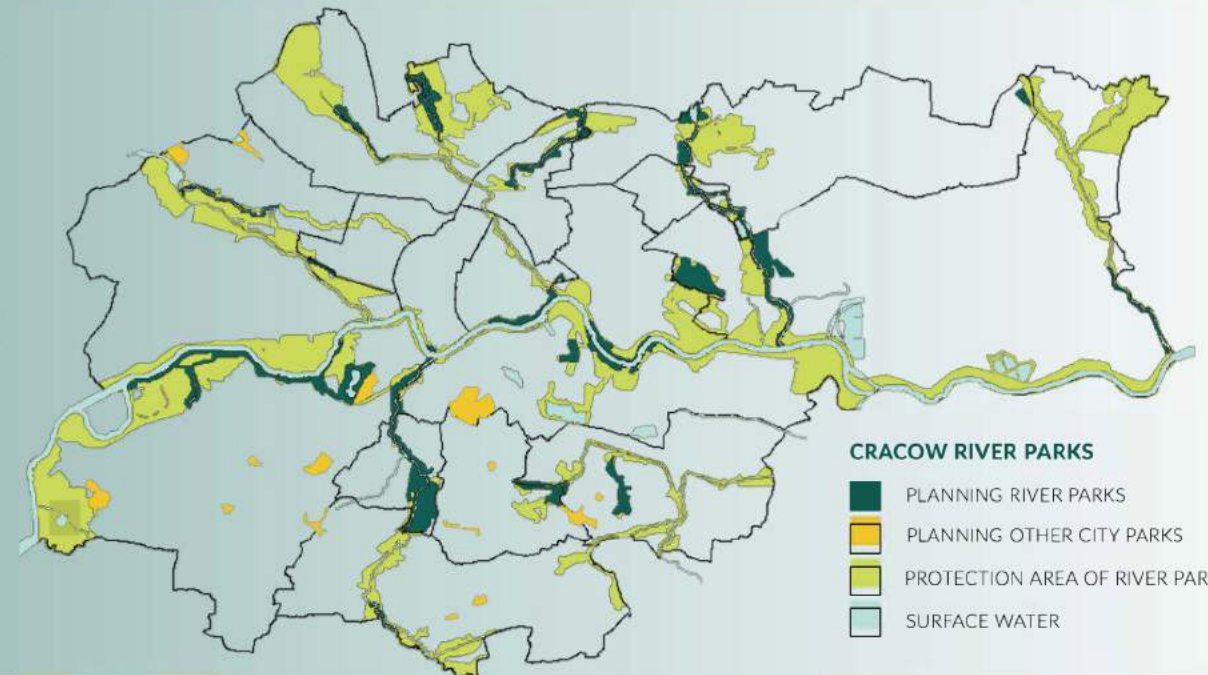 CRACOW RIVER PARKS
PLANNING RIVER PARKS
PLANNING OTHER CITY PARKS
PROTECTION AREA OF RIVER PAR
SURFACE WATER